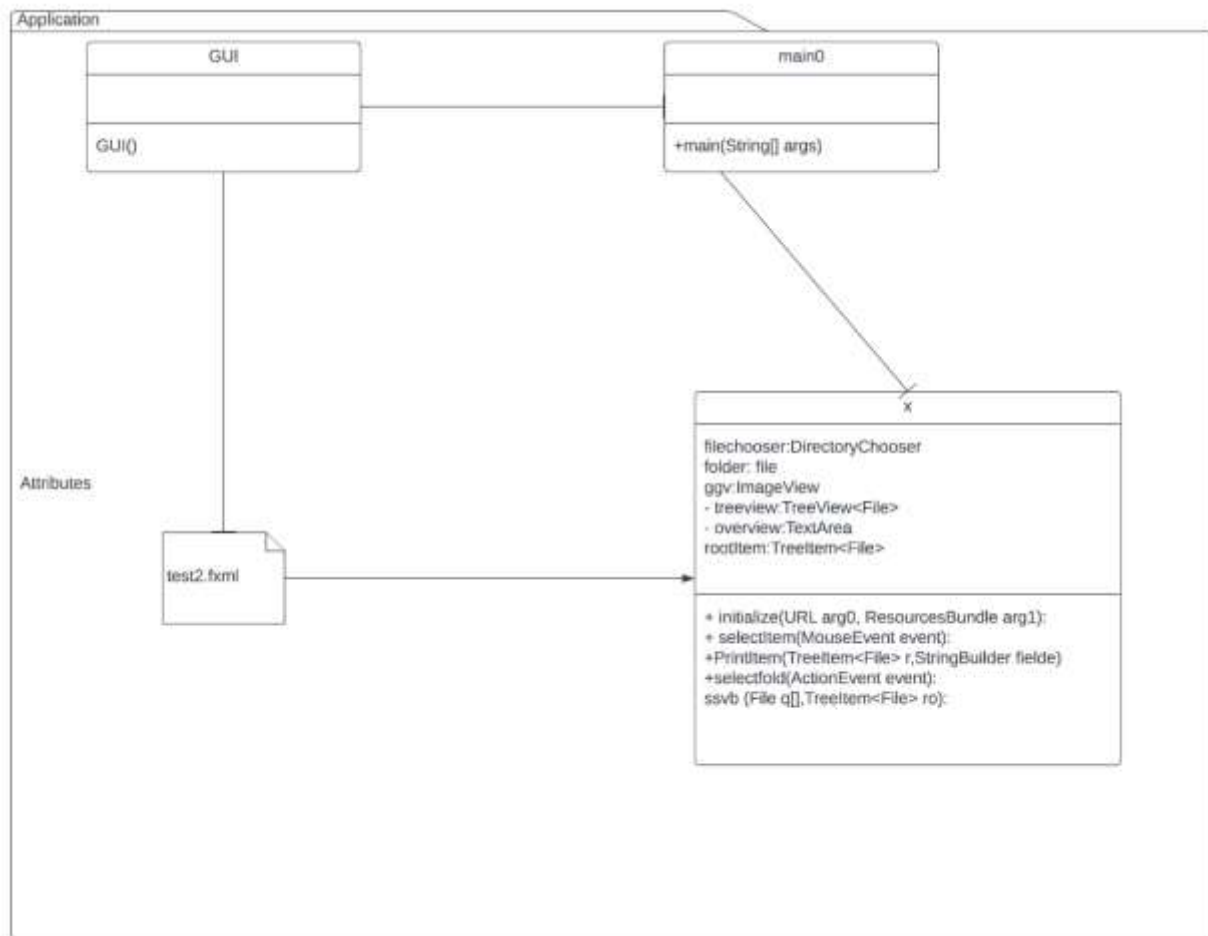 Application
GUI
GUI()
main0
+main(String[] args)
Attributes
test2.fxml
x
filechooser:DirectoryChooser
folder: file
ggv:ImageView
- treeview:TreeView<File>
- overview:TextArea
rootItem:TreeItem<File>
+ initialize(URL arg0, ResourcesBundle arg1):
+ selectItem(MouseEvent event):
+PrintItem(TreeItem<File> r,StringBuilder fielde)
+selectfold(ActionEvent event):
ssvb (File q[],TreeItem<File> ro):